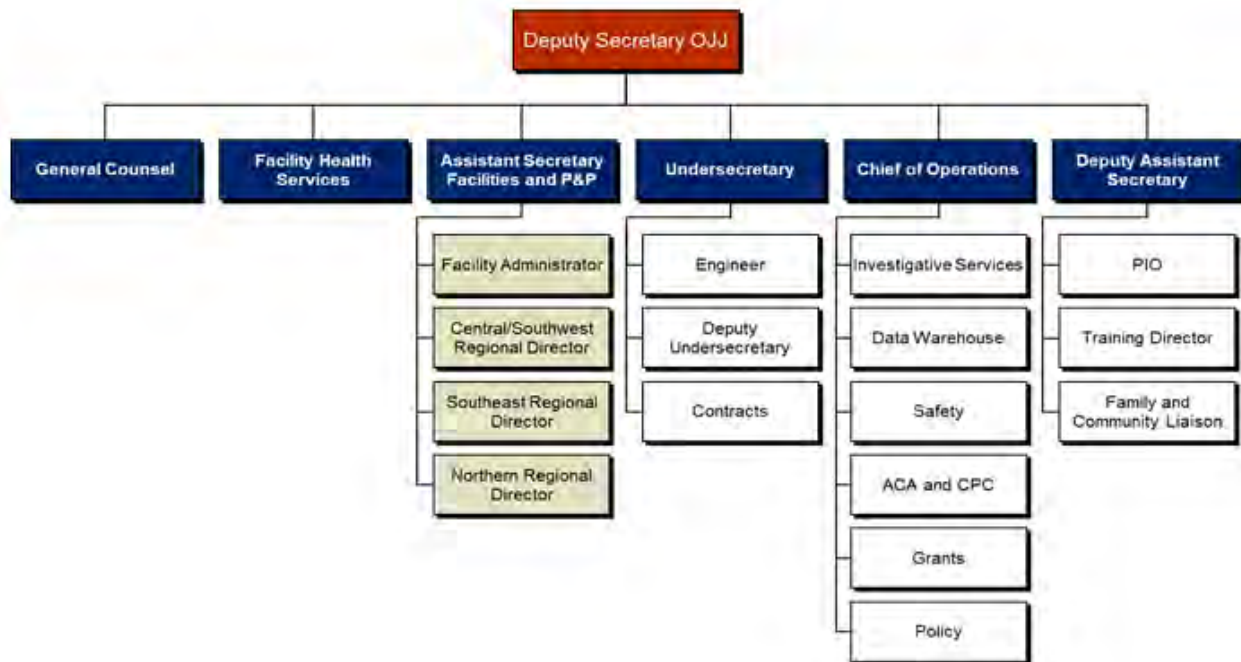 Deputy Secretary OJJ
General Counsel
Facility Health
Services
Assistant Secretary
Facilities and P&P
Undersecretary
Chief of Operations
Deputy Assistant
Secretary
Facility Administrator
Central/Southwest
Regional Director
Southeast Regional
Director
Northern Regional
Director
Engineer
Deputy
Undersecretary
Contracts
Investigative Services
Data Warehouse
Safety
ACA and CPC
Grants
Policy
PIO
Training Director
Family and
Community Liaison